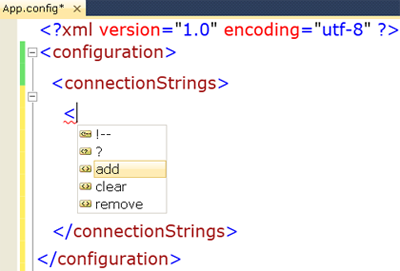 App.config*
<?xml version="1.0" encoding="utf-8" ?>
<configuration>
<connectionStrings>
<
!--
?
add
clear
remove
</connectionStrings>
</configuration>